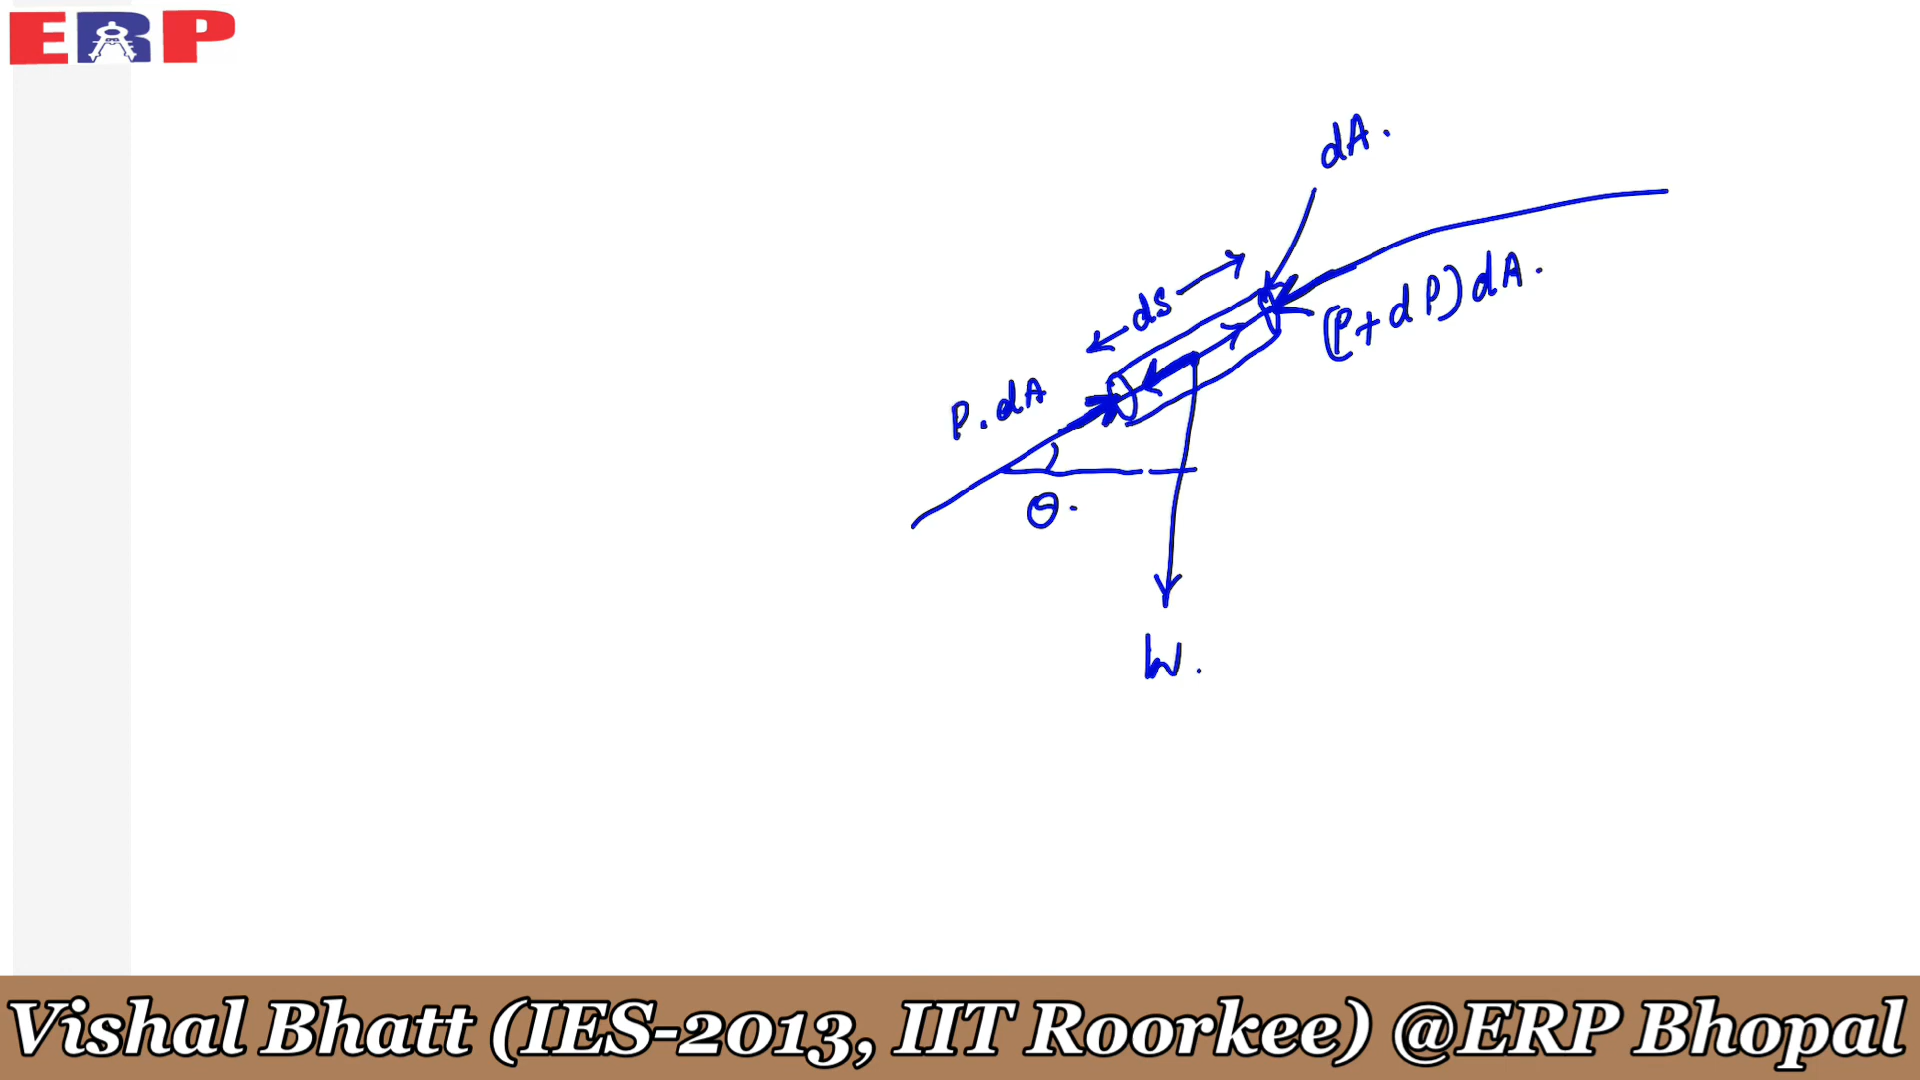 ERP
dA.
dS
(P+dP)dA.
P.dA
θ.
W.
Vishal Bhatt (IES-2013, IIT Roorkee) @ERP Bhopal